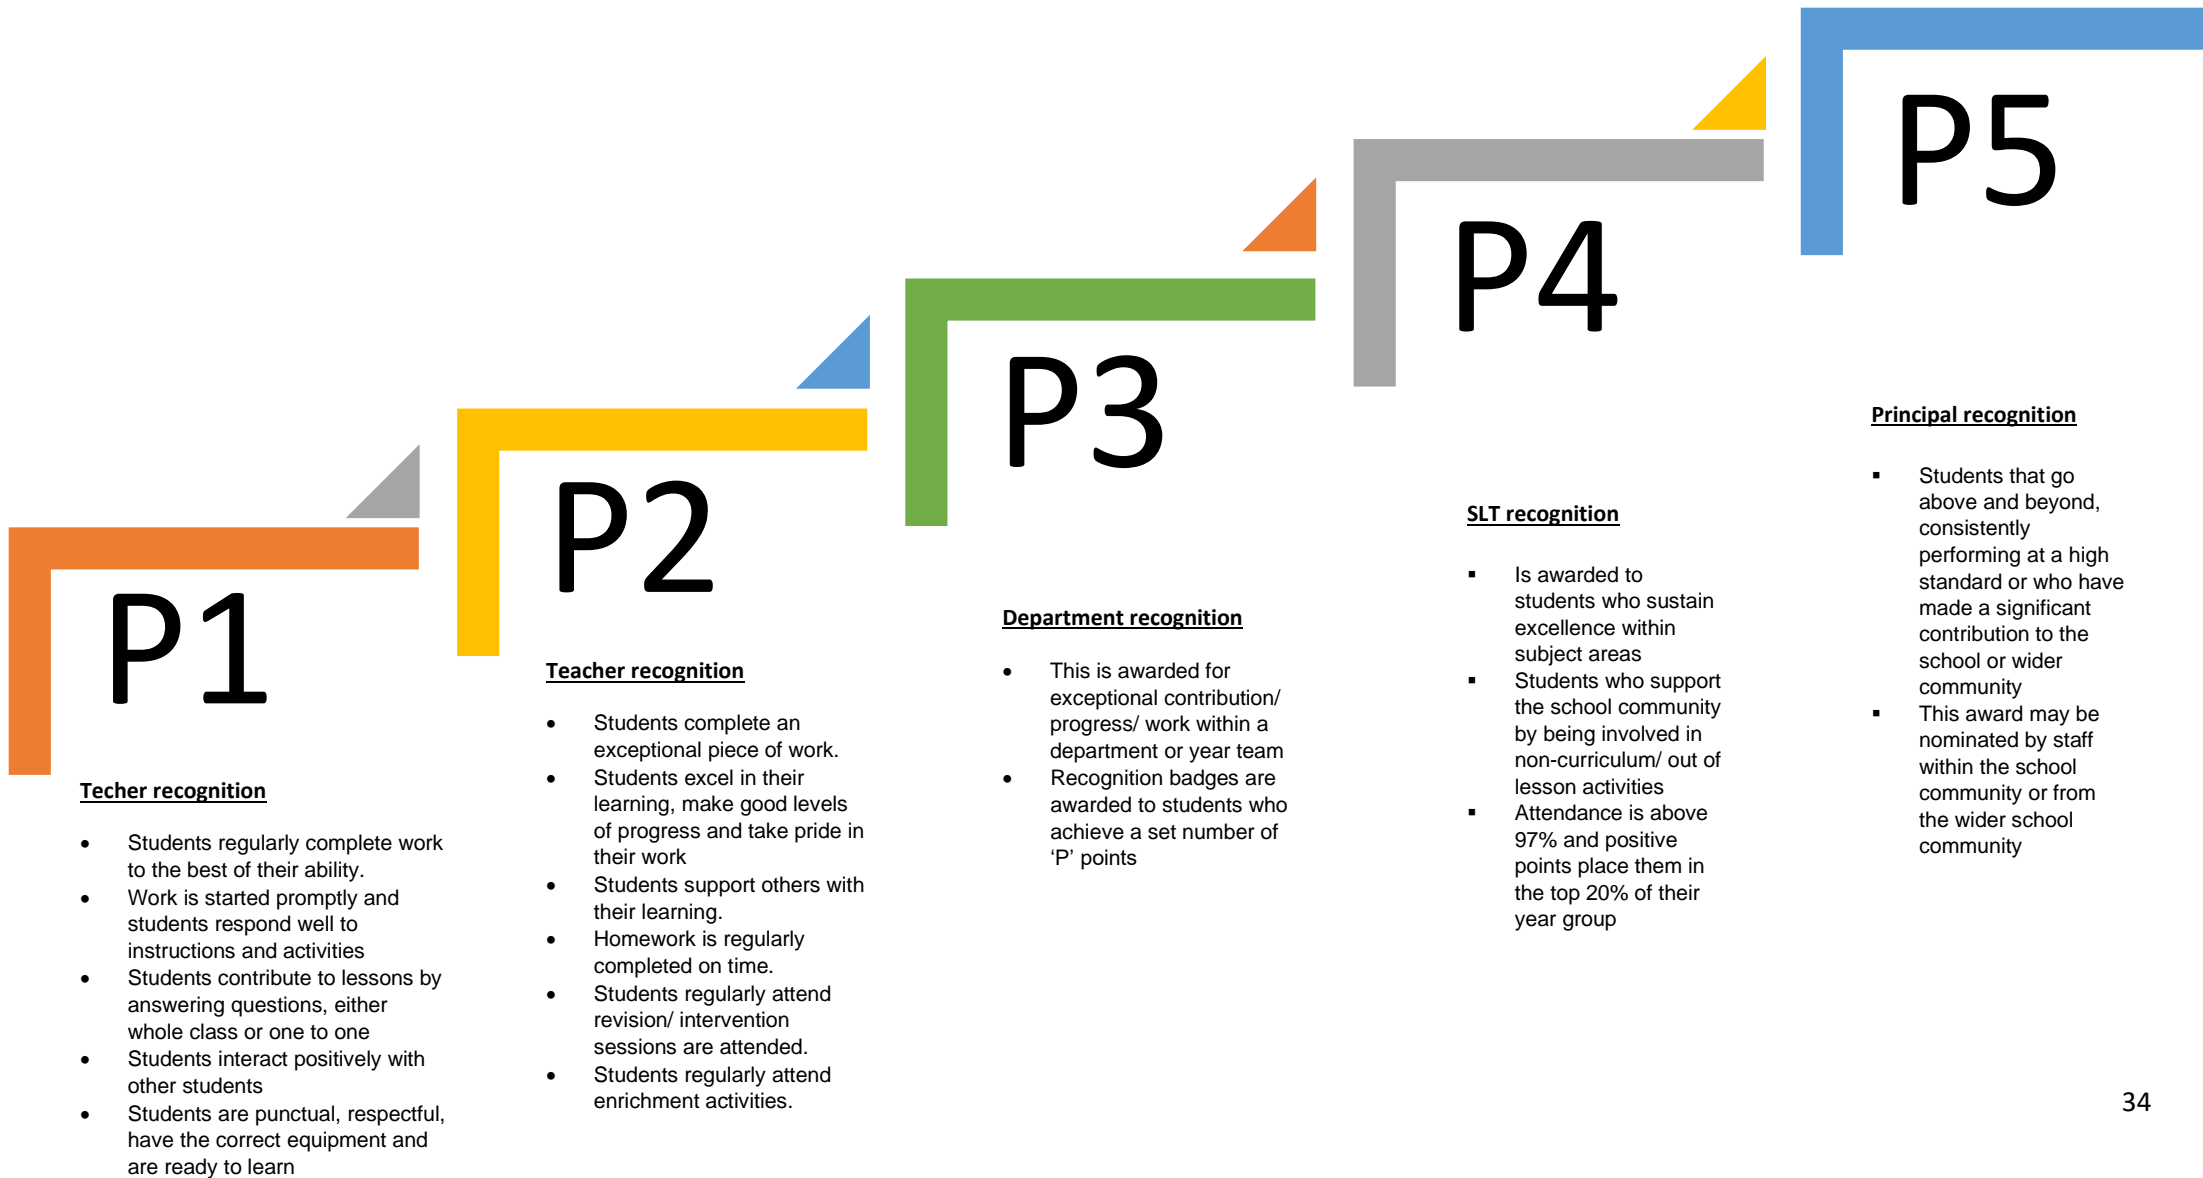 P1
Techer recognition
• Students regularly complete work
to the best of their ability.
• Work is started promptly and
students respond well to
instructions and activities
• Students contribute to lessons by
answering questions, either
whole class or one to one
• Students interact positively with
other students
• Students are punctual, respectful,
have the correct equipment and
are ready to learn
P2
Teacher recognition
• Students complete an
exceptional piece of work.
• Students excel in their
learning, make good levels
of progress and take pride in
their work
• Students support others with
their learning.
• Homework is regularly
completed on time.
• Students regularly attend
revision/ intervention
sessions are attended.
• Students regularly attend
enrichment activities.
P3
Department recognition
• This is awarded for
exceptional contribution/
progress/ work within a
department or year team
• Recognition badges are
awarded to students who
achieve a set number of
‘P’ points
P4
SLT recognition
▪ Is awarded to
students who sustain
excellence within
subject areas
▪ Students who support
the school community
by being involved in
non-curriculum/ out of
lesson activities
▪ Attendance is above
97% and positive
points place them in
the top 20% of their
year group
P5
Principal recognition
▪ Students that go
above and beyond,
consistently
performing at a high
standard or who have
made a significant
contribution to the
school or wider
community
▪ This award may be
nominated by staff
within the school
community or from
the wider school
community
34